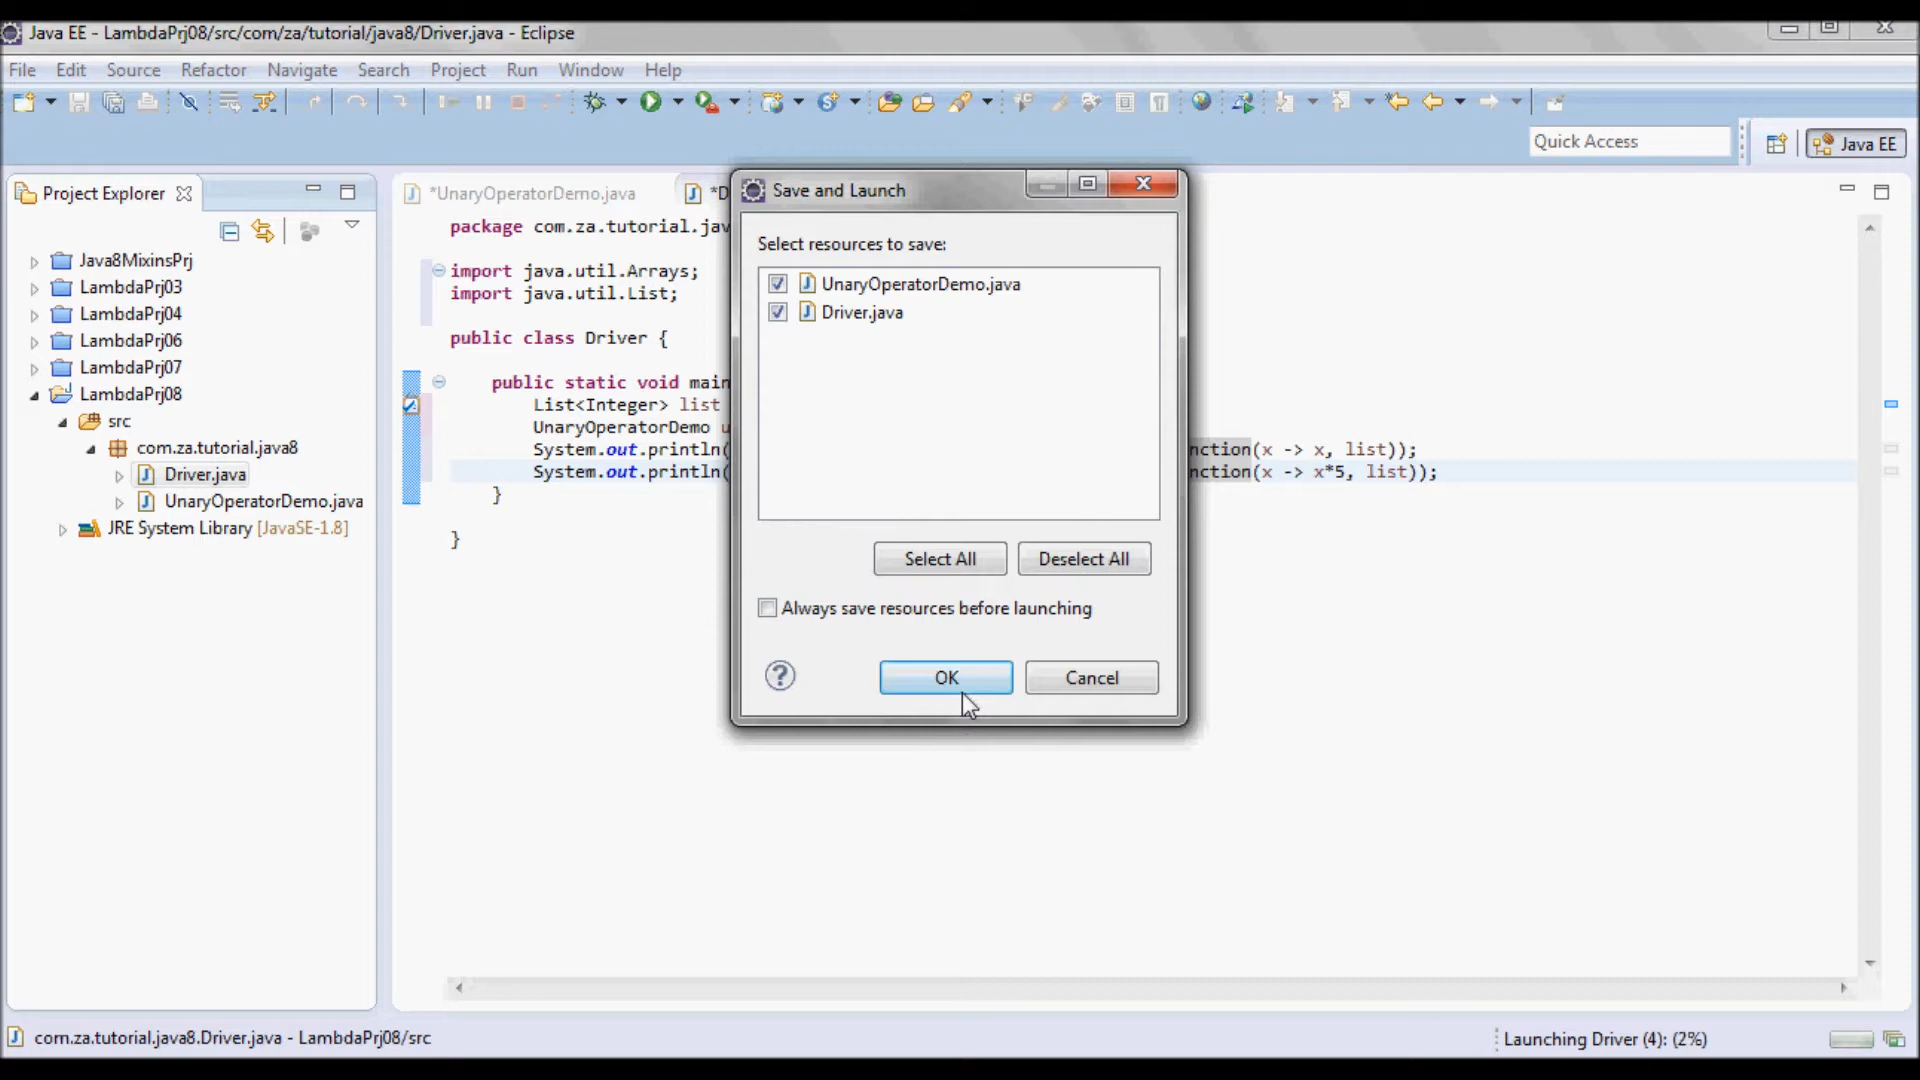 Java EE - LambdaPrj08/src/com/za/tutorial/java8/Driver.java - Eclipse
File Edit Source Refactor Navigate Search Project Run Window Help
Quick Access
Java EE
Project Explorer
Java8MixinsPrj
LambdaPrj03
LambdaPrj04
LambdaPrj06
LambdaPrj07
LambdaPrj08
src
com.za.tutorial.java8
Driver.java
UnaryOperatorDemo.java
JRE System Library [JavaSE-1.8]
*UnaryOperatorDemo.java
*D
package com.za.tutorial.jav
import java.util.Arrays;
import java.util.List;
public class Driver {
public static void main
List<Integer> list
UnaryOperatorDemo u
System.out.println( nction(x -> x, list));
System.out.println( nction(x -> x*5, list));
}
}
Save and Launch
Select resources to save:
UnaryOperatorDemo.java
Driver.java
Select All
Deselect All
Always save resources before launching
?
OK
Cancel
com.za.tutorial.java8.Driver.java - LambdaPrj08/src
Launching Driver (4): (2%)